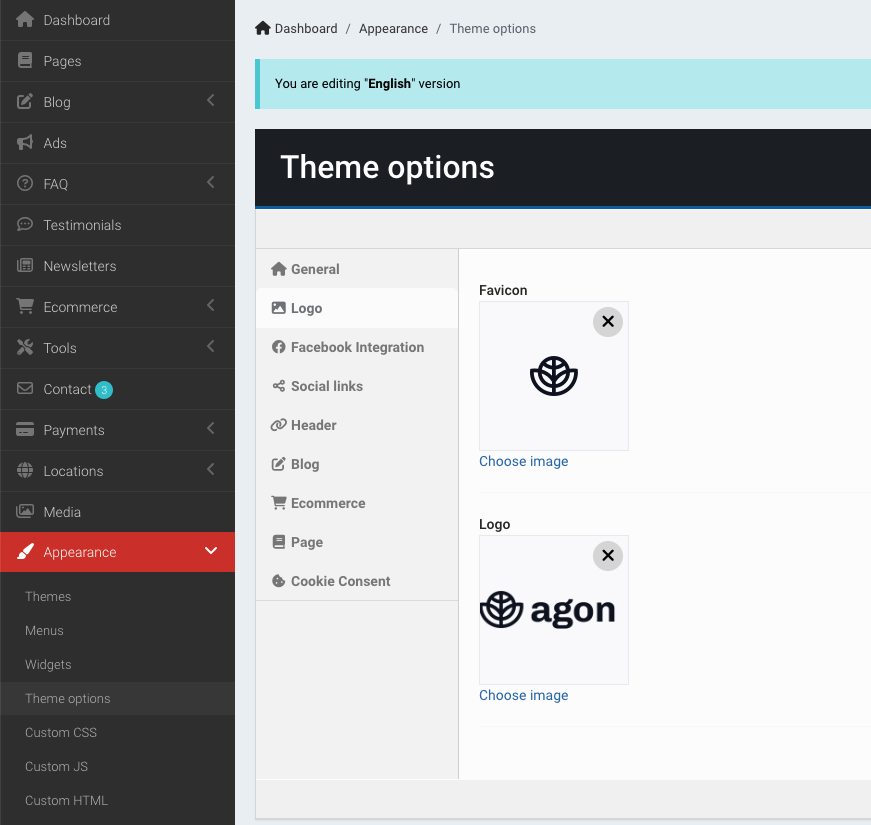 Dashboard
Pages
Blog
Ads
FAQ
Testimonials
Newsletters
Ecommerce
Tools
Contact 3
Payments
Locations
Media
Appearance
Themes
Menus
Widgets
Theme options
Custom CSS
Custom JS
Custom HTML
Dashboard / Appearance / Theme options
You are editing "English" version
Theme options
General
Logo
Facebook Integration
Social links
Header
Blog
Ecommerce
Page
Cookie Consent
Favicon
Choose image
Logo
agon
Choose image